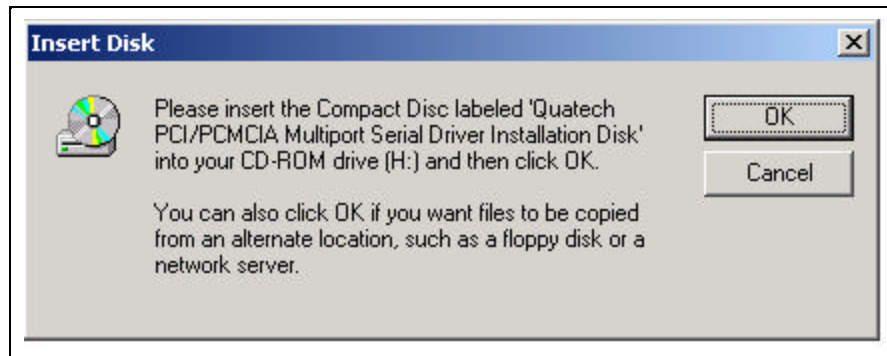 Insert Disk
Please insert the Compact Disc labeled 'Quatech
PCI/PCMCIA Multiport Serial Driver Installation Disk'
into your CD-ROM drive (H:) and then click OK.
You can also click OK if you want files to be copied
from an alternate location, such as a floppy disk or a
network server.
OK
Cancel